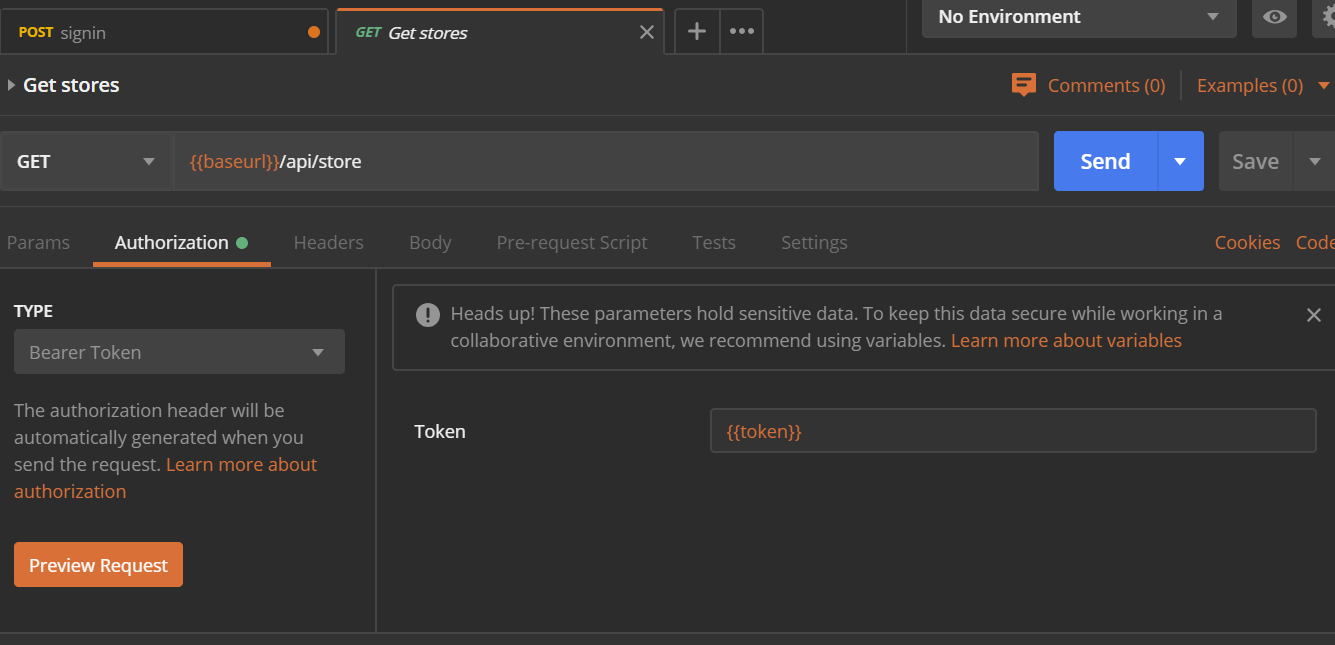 POST signin
GET Get stores
No Environment
Get stores
Comments (0)
Examples (0)
GET
{{baseurl}}/api/store
Send
Save
Params
Authorization
Headers
Body
Pre-request Script
Tests
Settings
Cookies
Code
TYPE
Bearer Token
The authorization header will be
automatically generated when you
send the request. Learn more about
authorization
Preview Request
Heads up! These parameters hold sensitive data. To keep this data secure while working in a
collaborative environment, we recommend using variables. Learn more about variables
Token
{{token}}